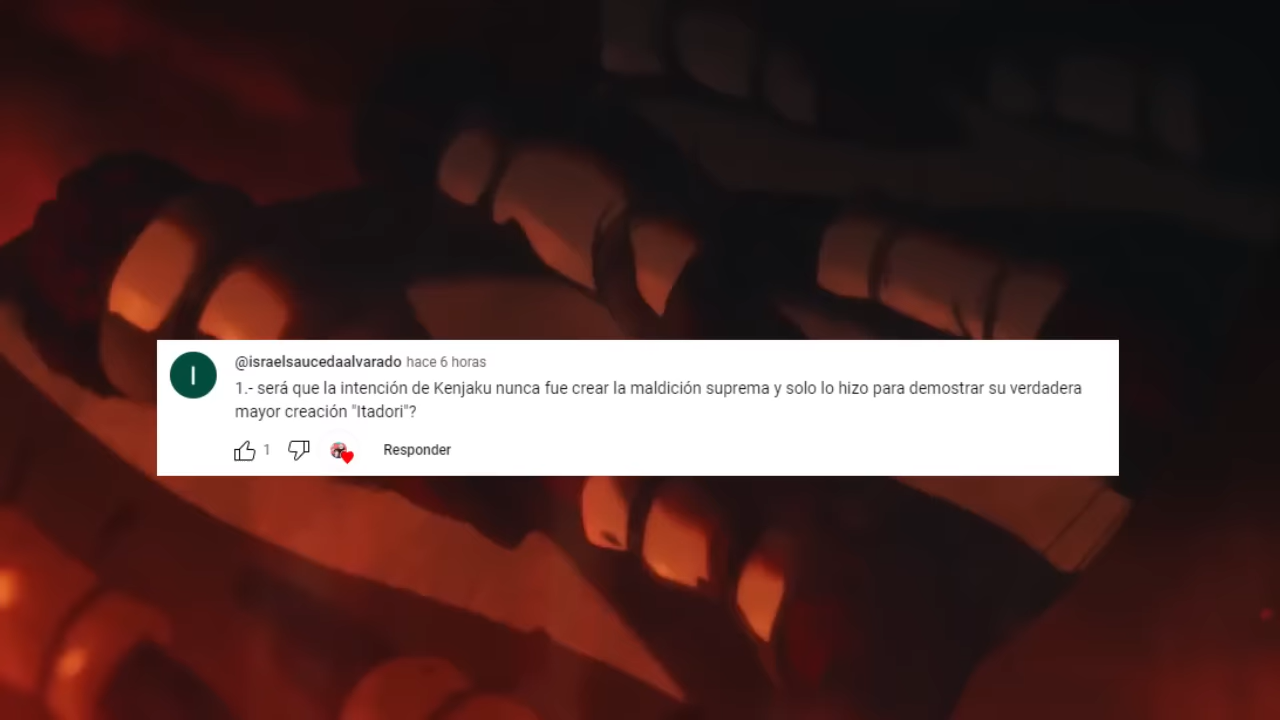 I
@israelsaucedaalvarado hace 6 horas
1.- será que la intención de Kenjaku nunca fue crear la maldición suprema y solo lo hizo para demostrar su verdadera
mayor creación "Itadori"?
1
Responder